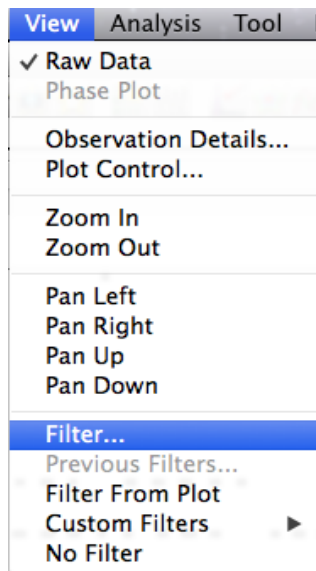 View Analysis Tool
✓ Raw Data
Phase Plot
Observation Details...
Plot Control...
Zoom In
Zoom Out
Pan Left
Pan Right
Pan Up
Pan Down
Filter...
Previous Filters...
Filter From Plot
Custom Filters ▶
No Filter